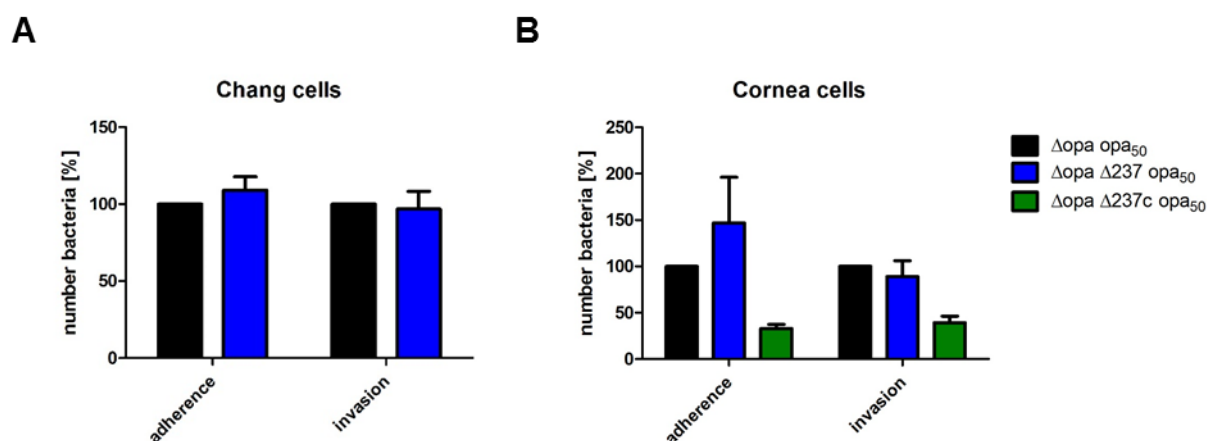 A
Chang cells
number bacteria [%]
150
100
50
0
adherence
invasion
B
Cornea cells
number bacteria [%]
250
200
150
100
50
0
adherence
invasion
Δopa opa₅₀
Δopa Δ237 opa₅₀
Δopa Δ237c opa₅₀